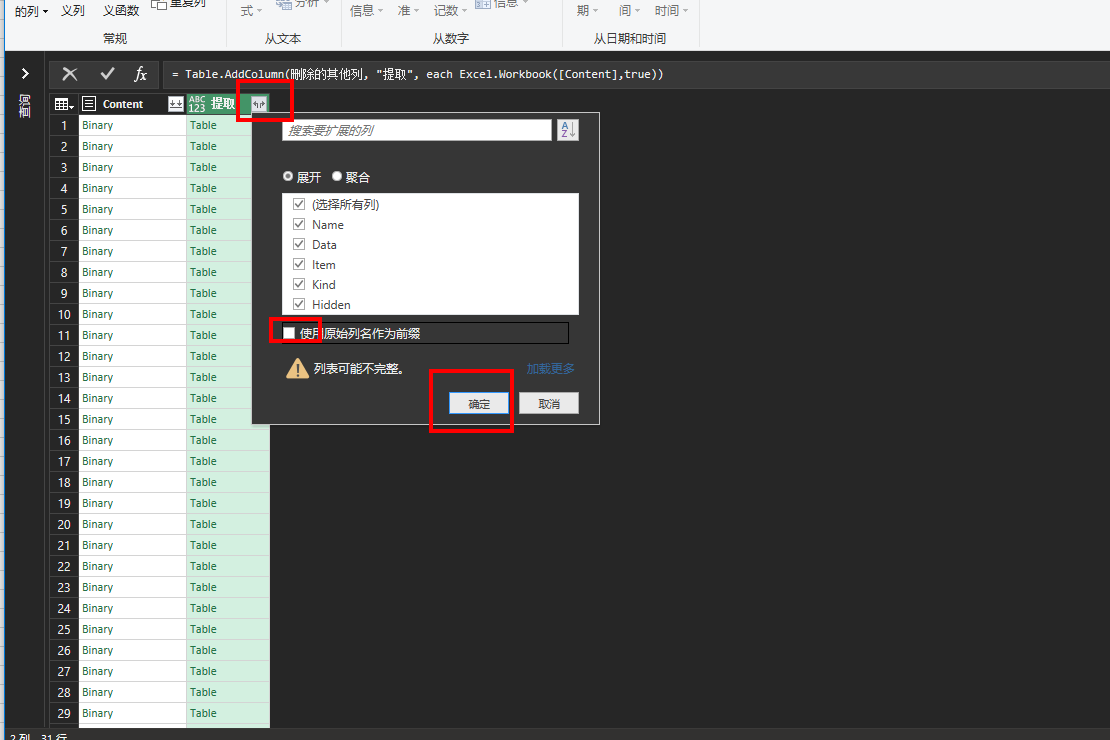 的列 义列 义函数 重复列 式 分析 信息 准 记数 信息 期 间 时间
常规 从文本 从数字 从日期和时间
查询
= Table.AddColumn(删除的其他列, "提取", each Excel.Workbook([Content],true))
Content ABC 123 提取
1 Binary Table
2 Binary Table
3 Binary Table
4 Binary Table
5 Binary Table
6 Binary Table
7 Binary Table
8 Binary Table
9 Binary Table
10 Binary Table
11 Binary Table
12 Binary Table
13 Binary Table
14 Binary Table
15 Binary Table
16 Binary Table
17 Binary Table
18 Binary Table
19 Binary Table
20 Binary Table
21 Binary Table
22 Binary Table
23 Binary Table
24 Binary Table
25 Binary Table
26 Binary Table
27 Binary Table
28 Binary Table
29 Binary Table
搜索要扩展的列
展开 聚合
(选择所有列)
Name
Data
Item
Kind
Hidden
使用原始列名作为前缀
列表可能不完整。 加载更多
确定 取消
2 列、31 行